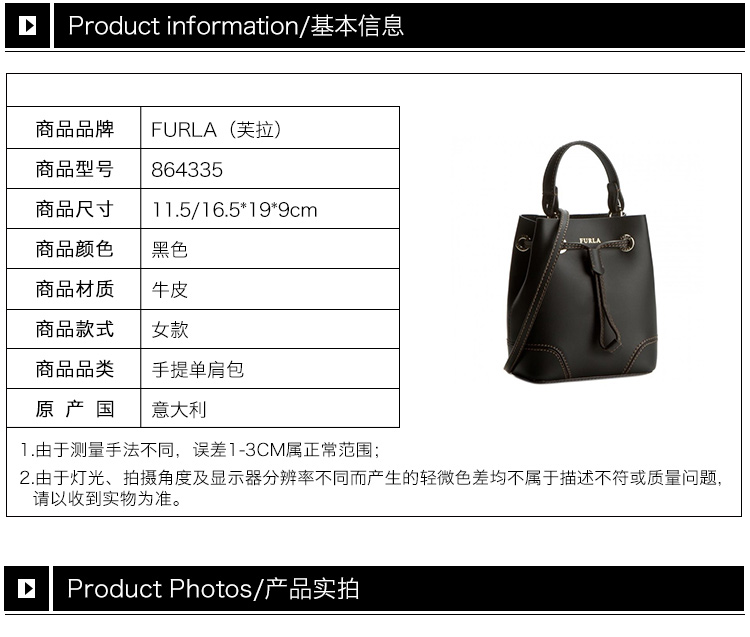 Product information/基本信息
商品品牌 FURLA（芙拉）
商品型号 864335
商品尺寸 11.5/16.5*19*9cm
商品颜色 黑色
商品材质 牛皮
商品款式 女款
商品品类 手提单肩包
原 产 国 意大利
FURLA
1.由于测量手法不同，误差1-3CM属正常范围；
2.由于灯光、拍摄角度及显示器分辨率不同而产生的轻微色差均不属于描述不符或质量问题，
请以收到实物为准。
Product Photos/产品实拍